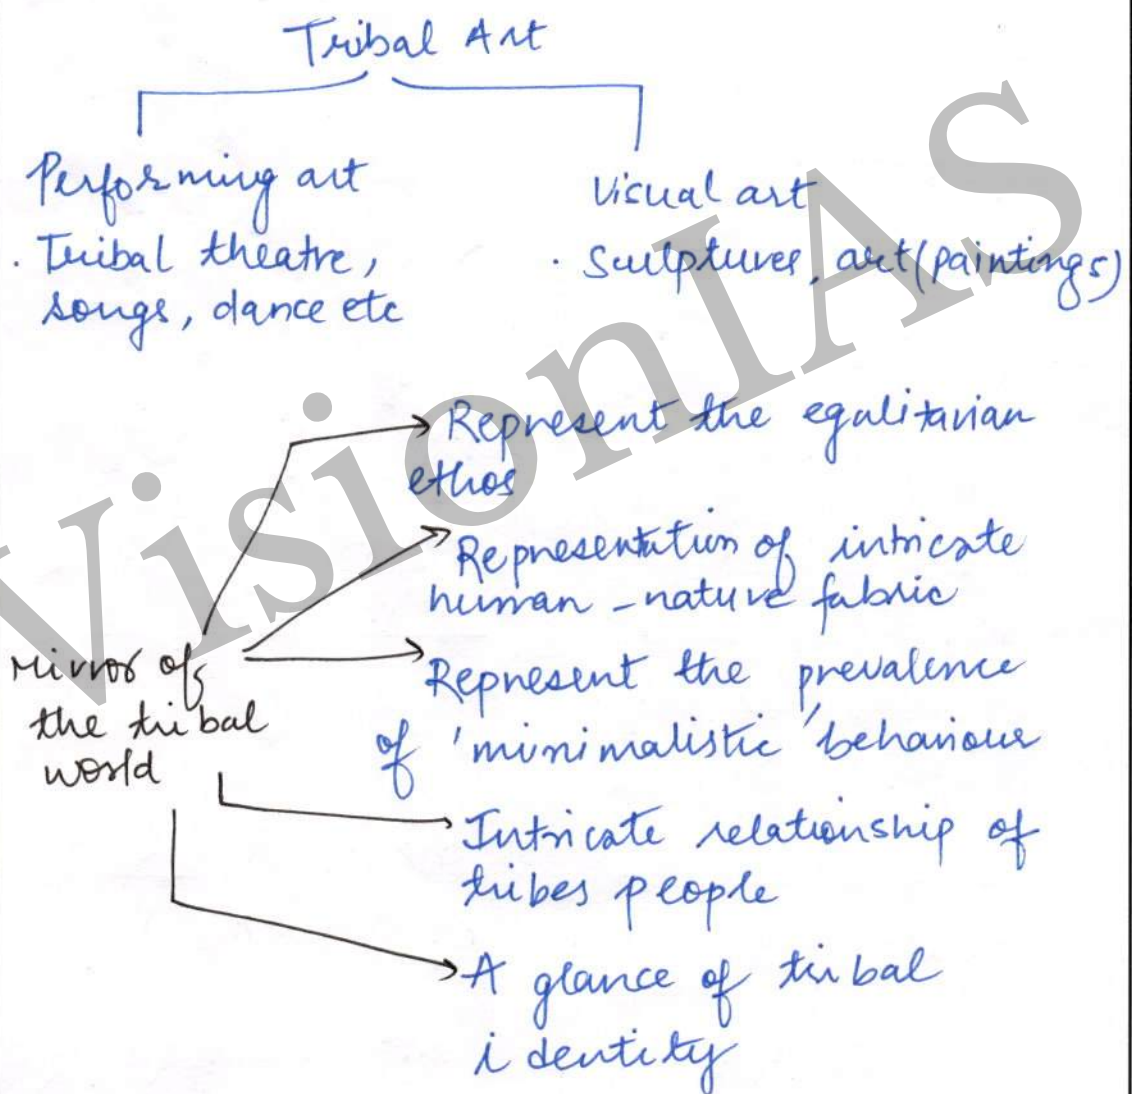 Tribal Art
Performing art
. Tribal theatre,
songs, dance etc
Visual art
. Sculptures, art(paintings)
Represent the egalitarian
ethos
Representation of intricate
human-nature fabric
Mirror of
the tribal
world
Represent the prevalence
of 'minimalistic' behaviour
Intricate relationship of
tribes people
A glance of tribal
identity
VisionIAS